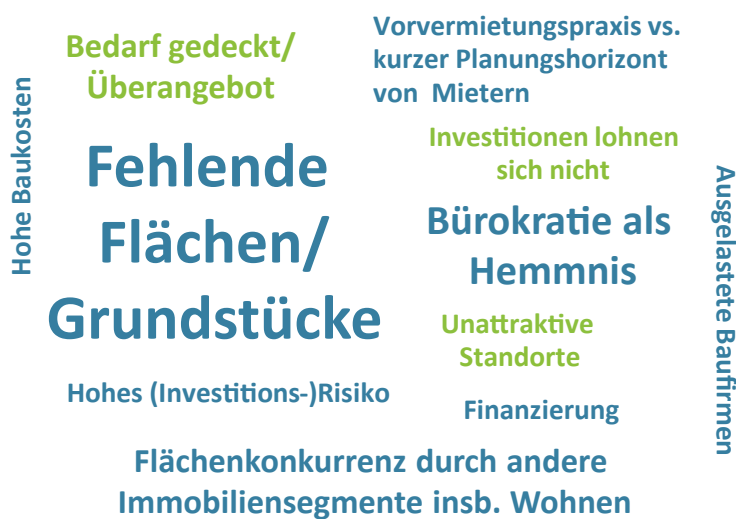 Bedarf gedeckt/
Überangebot
Vorvermietungspraxis vs.
kurzer Planungshorizont
von Mietern
Hohe Baukosten
Fehlende
Flächen/
Grundstücke
Investitionen lohnen
sich nicht
Bürokratie als
Hemmnis
Ausgelastete Baufirmen
Unattraktive
Standorte
Hohes (Investitions-)Risiko
Finanzierung
Flächenkonkurrenz durch andere
Immobiliensegmente insb. Wohnen